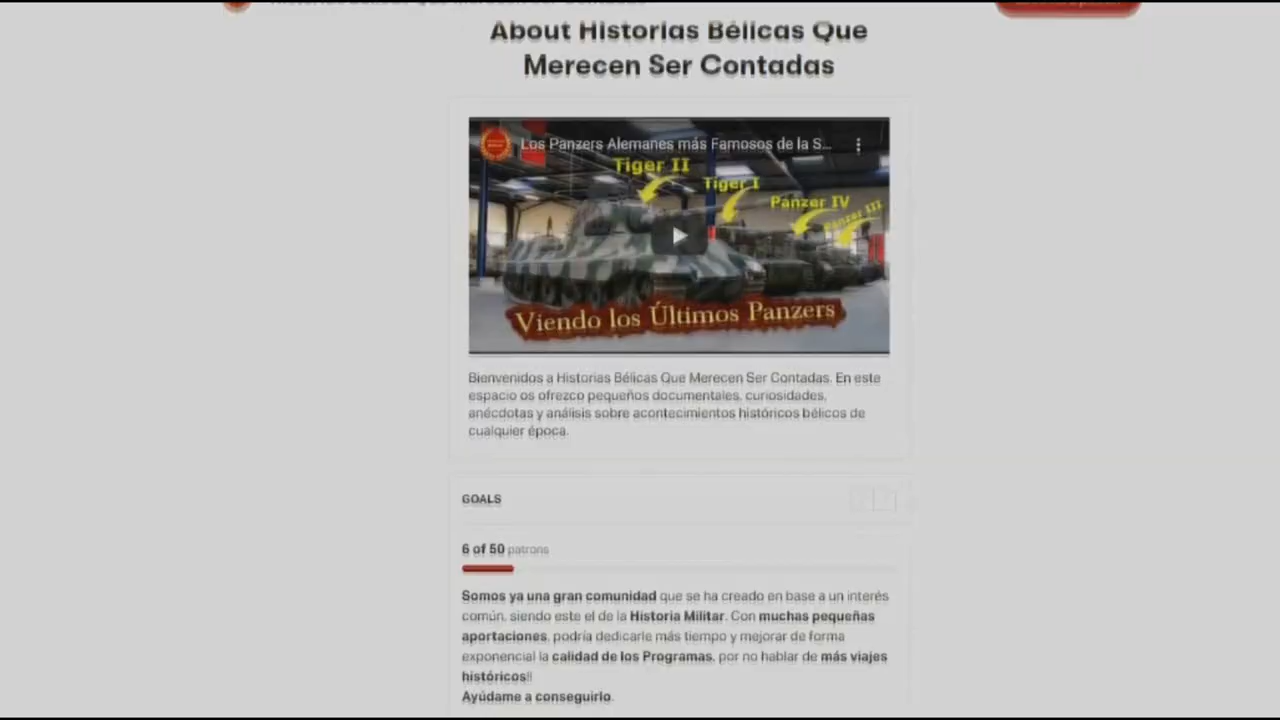 About Historias Bélicas Que
Merecen Ser Contadas
Los Panzers Alemanes más Famosos de la S...
Tiger II
Tiger I
Panzer IV
Panzer III
Viendo los Últimos Panzers
Bienvenidos a Historias Bélicas Que Merecen Ser Contadas. En este
espacio os ofrezco pequeños documentales, curiosidades,
anécdotas y análisis sobre acontecimientos históricos bélicos de
cualquier época.
GOALS
6 of 50 patrons
Somos ya una gran comunidad que se ha creado en base a un interés
común, siendo este el de la Historia Militar. Con muchas pequeñas
aportaciones, podría dedicarle más tiempo y mejorar de forma
exponencial la calidad de los Programas, por no hablar de más viajes
históricos!!
Ayúdame a conseguirlo.